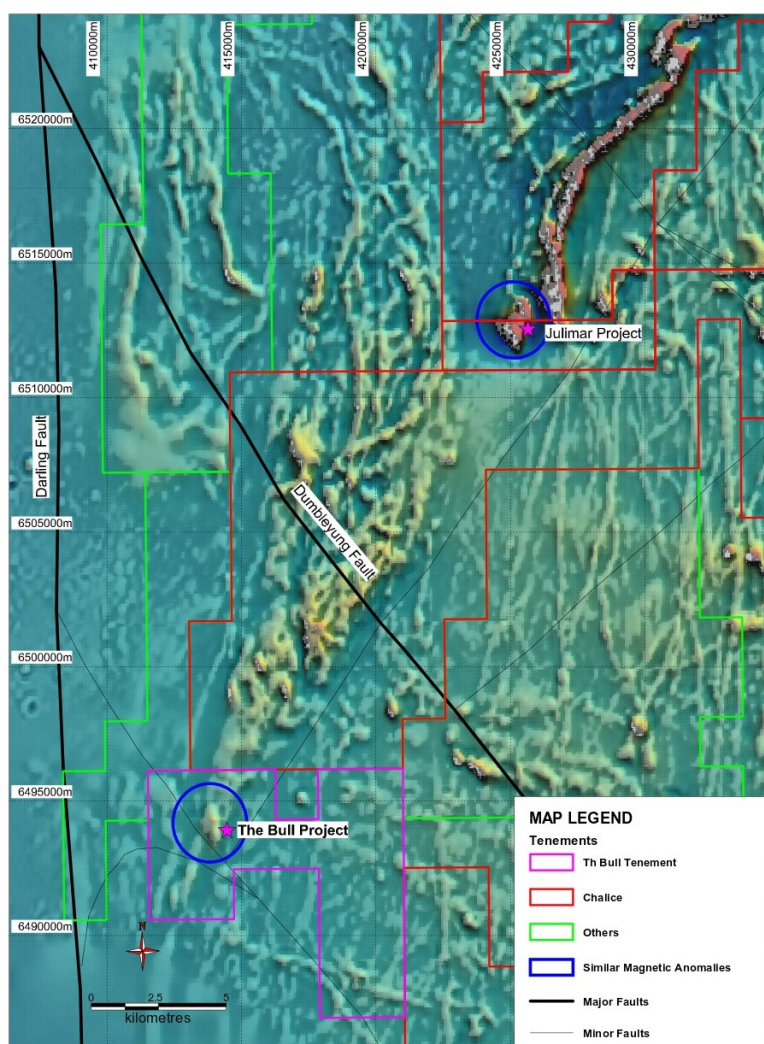 410000m
415000m
420000m
425000m
430000m
6520000m
6515000m
Julimar Project
6510000m
Darling Fault
Dumbleyung Fault
6505000m
6500000m
6495000m
The Bull Project
6490000m
N
0 2.5 5
kilometres
MAP LEGEND
Tenements
Th Bull Tenement
Chalice
Others
Similar Magnetic Anomalies
Major Faults
Minor Faults